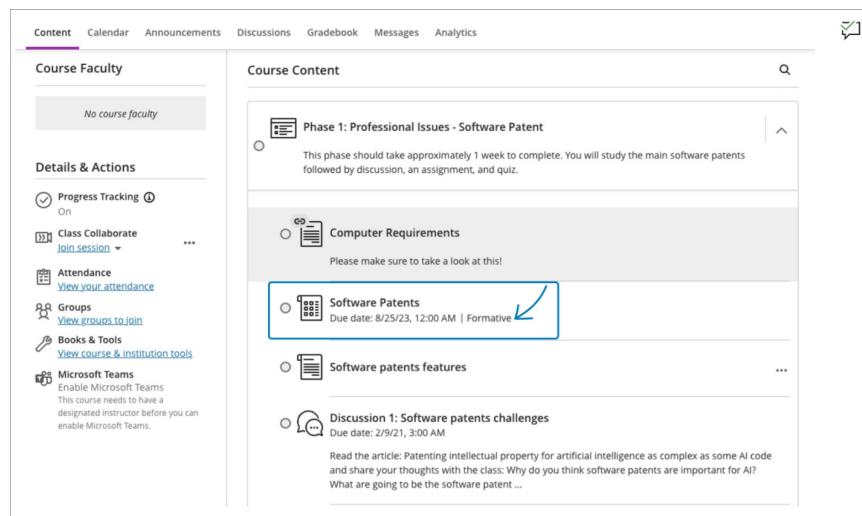 Content Calendar Announcements Discussions Gradebook Messages Analytics
Course Faculty
No course faculty
Details & Actions
Progress Tracking
On
Class Collaborate
Join session
Attendance
View your attendance
Groups
View groups to join
Books & Tools
View course & institution tools
Microsoft Teams
Enable Microsoft Teams
This course needs to have a
designated instructor before you can
enable Microsoft Teams.
Course Content
Phase 1: Professional Issues - Software Patent
This phase should take approximately 1 week to complete. You will study the main software patents
followed by discussion, an assignment, and quiz.
Computer Requirements
Please make sure to take a look at this!
Software Patents
Due date: 8/25/23, 12:00 AM | Formative
Software patents features
Discussion 1: Software patents challenges
Due date: 2/9/21, 3:00 AM
Read the article: Patenting intellectual property for artificial intelligence as complex as some AI code
and share your thoughts with the class: Why do you think software patents are important for AI?
What are going to be the software patent ...